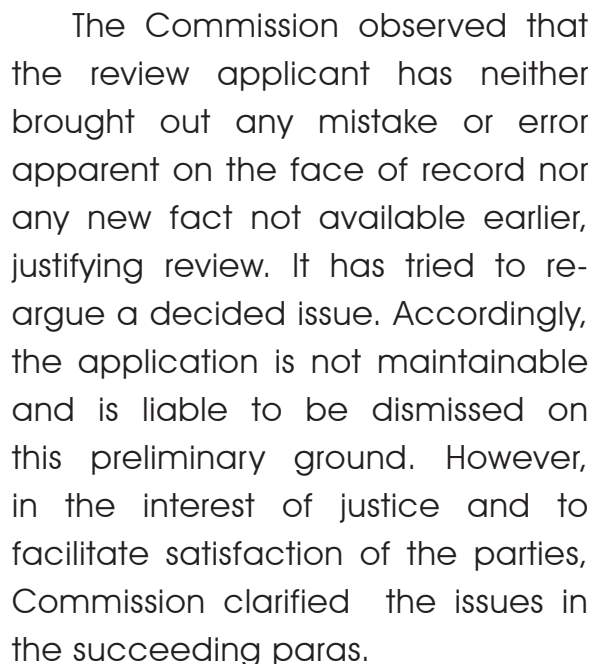 The Commission observed that
the review applicant has neither
brought out any mistake or error
apparent on the face of record nor
any new fact not available earlier,
justifying review. It has tried to re-
argue a decided issue. Accordingly,
the application is not maintainable
and is liable to be dismissed on
this preliminary ground. However,
in the interest of justice and to
facilitate satisfaction of the parties,
Commission clarified the issues in
the succeeding paras.